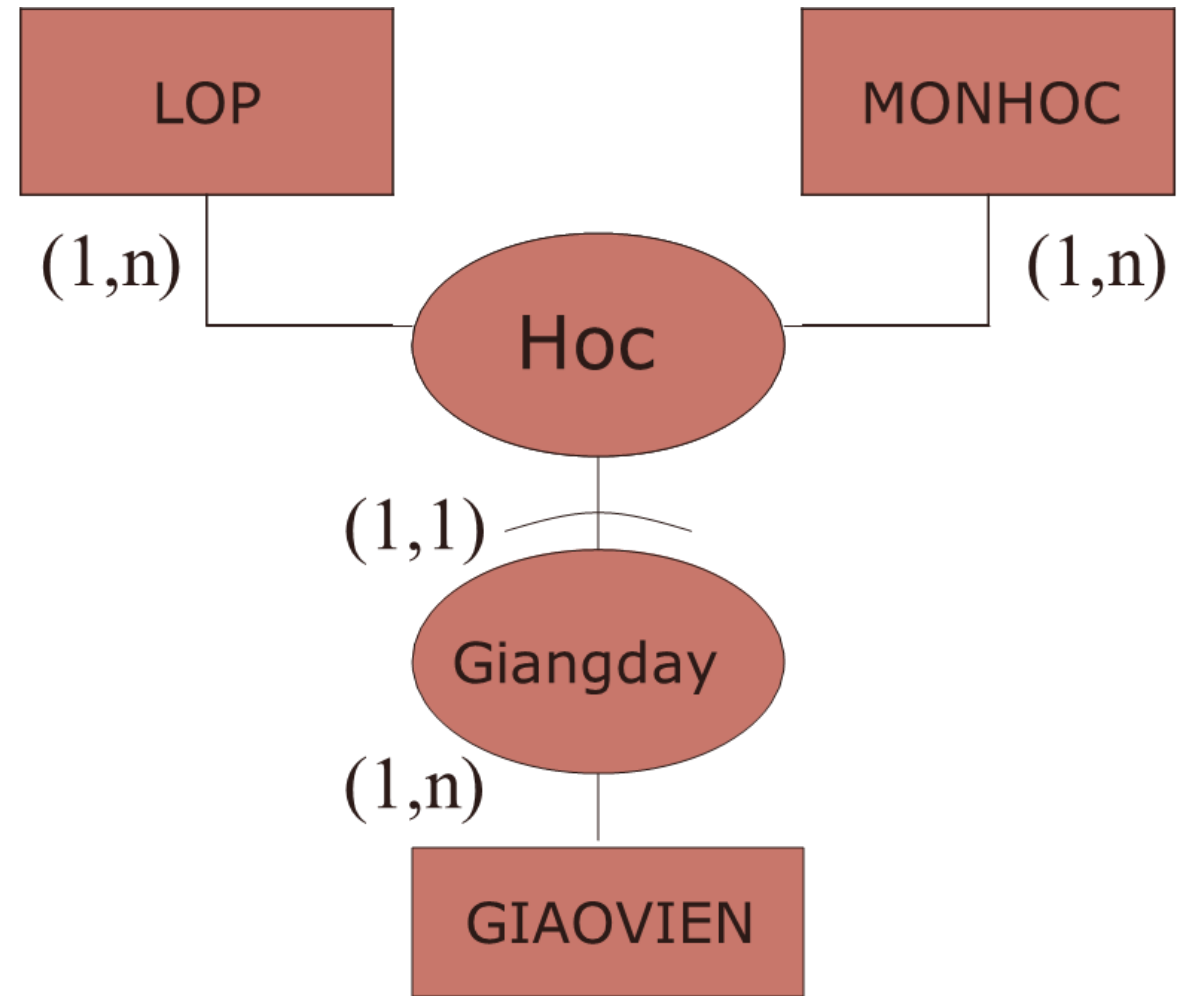 LOP
MONHOC
(1,n)
(1,n)
Hoc
(1,1)
Giangday
(1,n)
GIAOVIEN